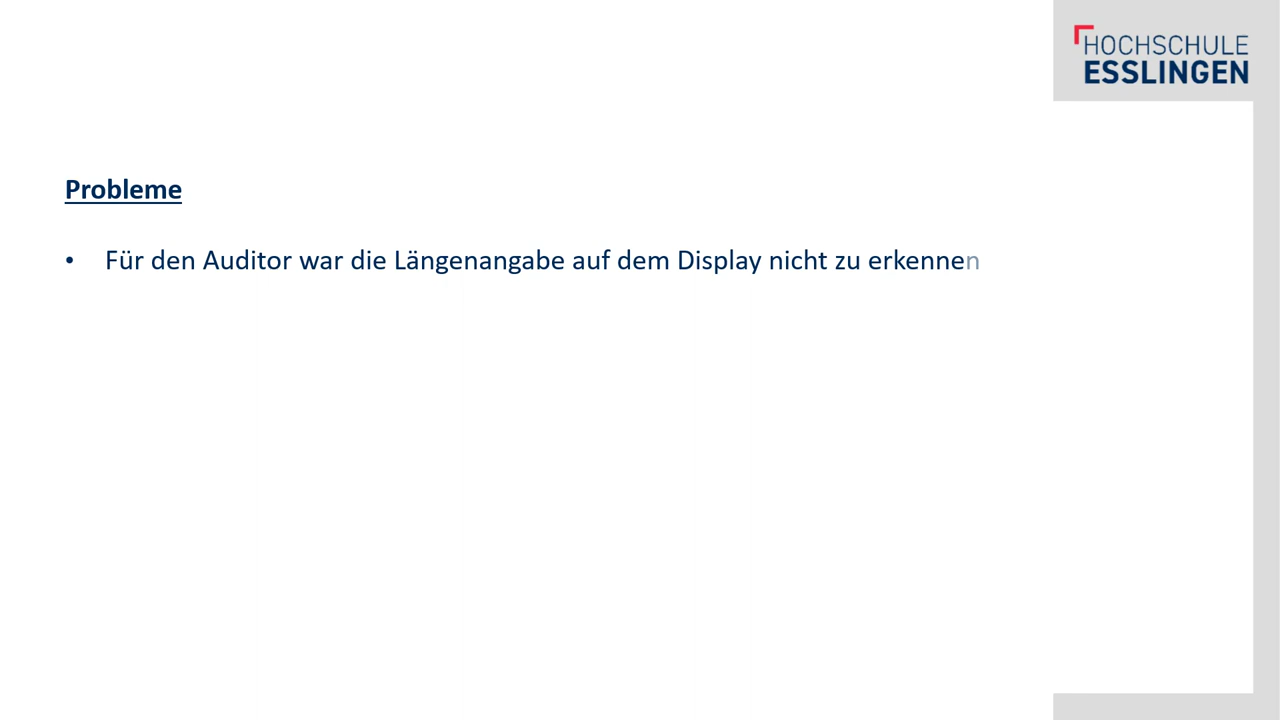 HOCHSCHULE
ESSLINGEN
Probleme
• Für den Auditor war die Längenangabe auf dem Display nicht zu erkennen